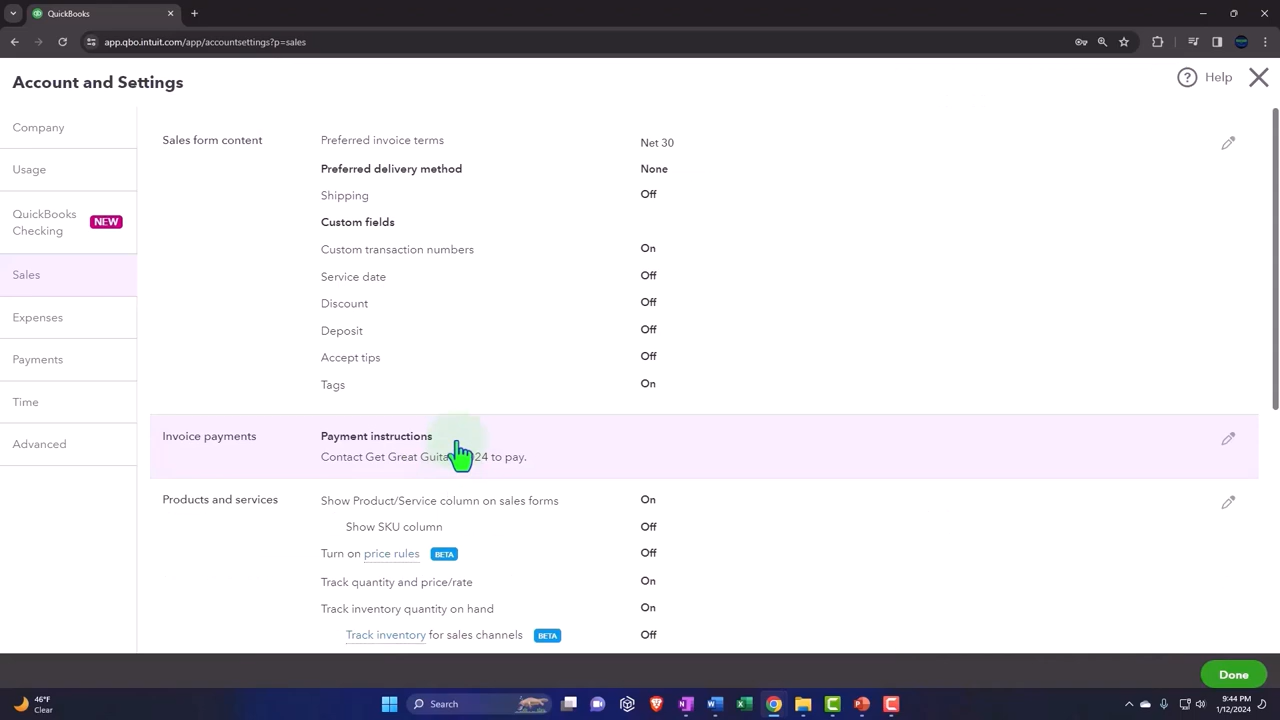 QuickBooks
app.qbo.intuit.com/app/accountsettings?p=sales
Account and Settings
Help
Company
Usage
QuickBooks Checking NEW
Sales
Expenses
Payments
Time
Advanced
Sales form content
Preferred invoice terms Net 30
Preferred delivery method None
Shipping Off
Custom fields
Custom transaction numbers On
Service date Off
Discount Off
Deposit Off
Accept tips Off
Tags On
Invoice payments
Payment instructions
Contact Get Great Guita 24 to pay.
Products and services
Show Product/Service column on sales forms On
Show SKU column Off
Turn on price rules BETA Off
Track quantity and price/rate On
Track inventory quantity on hand On
Track inventory for sales channels BETA Off
Done
46°F
Clear
Search
9:44 PM
1/12/2024